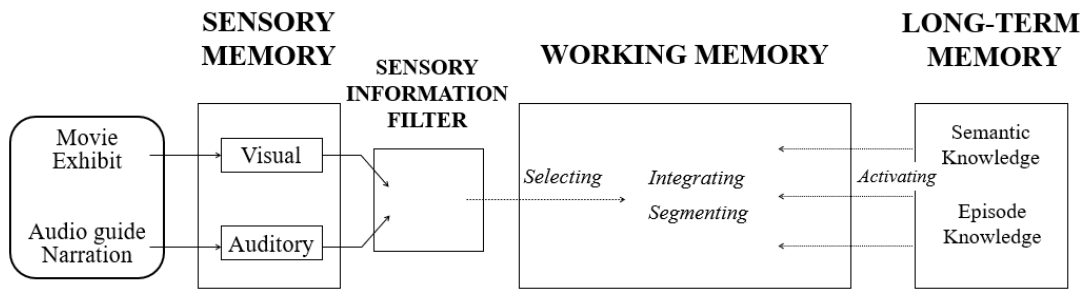 SENSORY
MEMORY
SENSORY
INFORMATION
FILTER
WORKING MEMORY
LONG-TERM
MEMORY
Movie
Exhibit
Audio guide
Narration
Visual
Auditory
Selecting
Integrating
Segmenting
Activating
Semantic
Knowledge
Episode
Knowledge